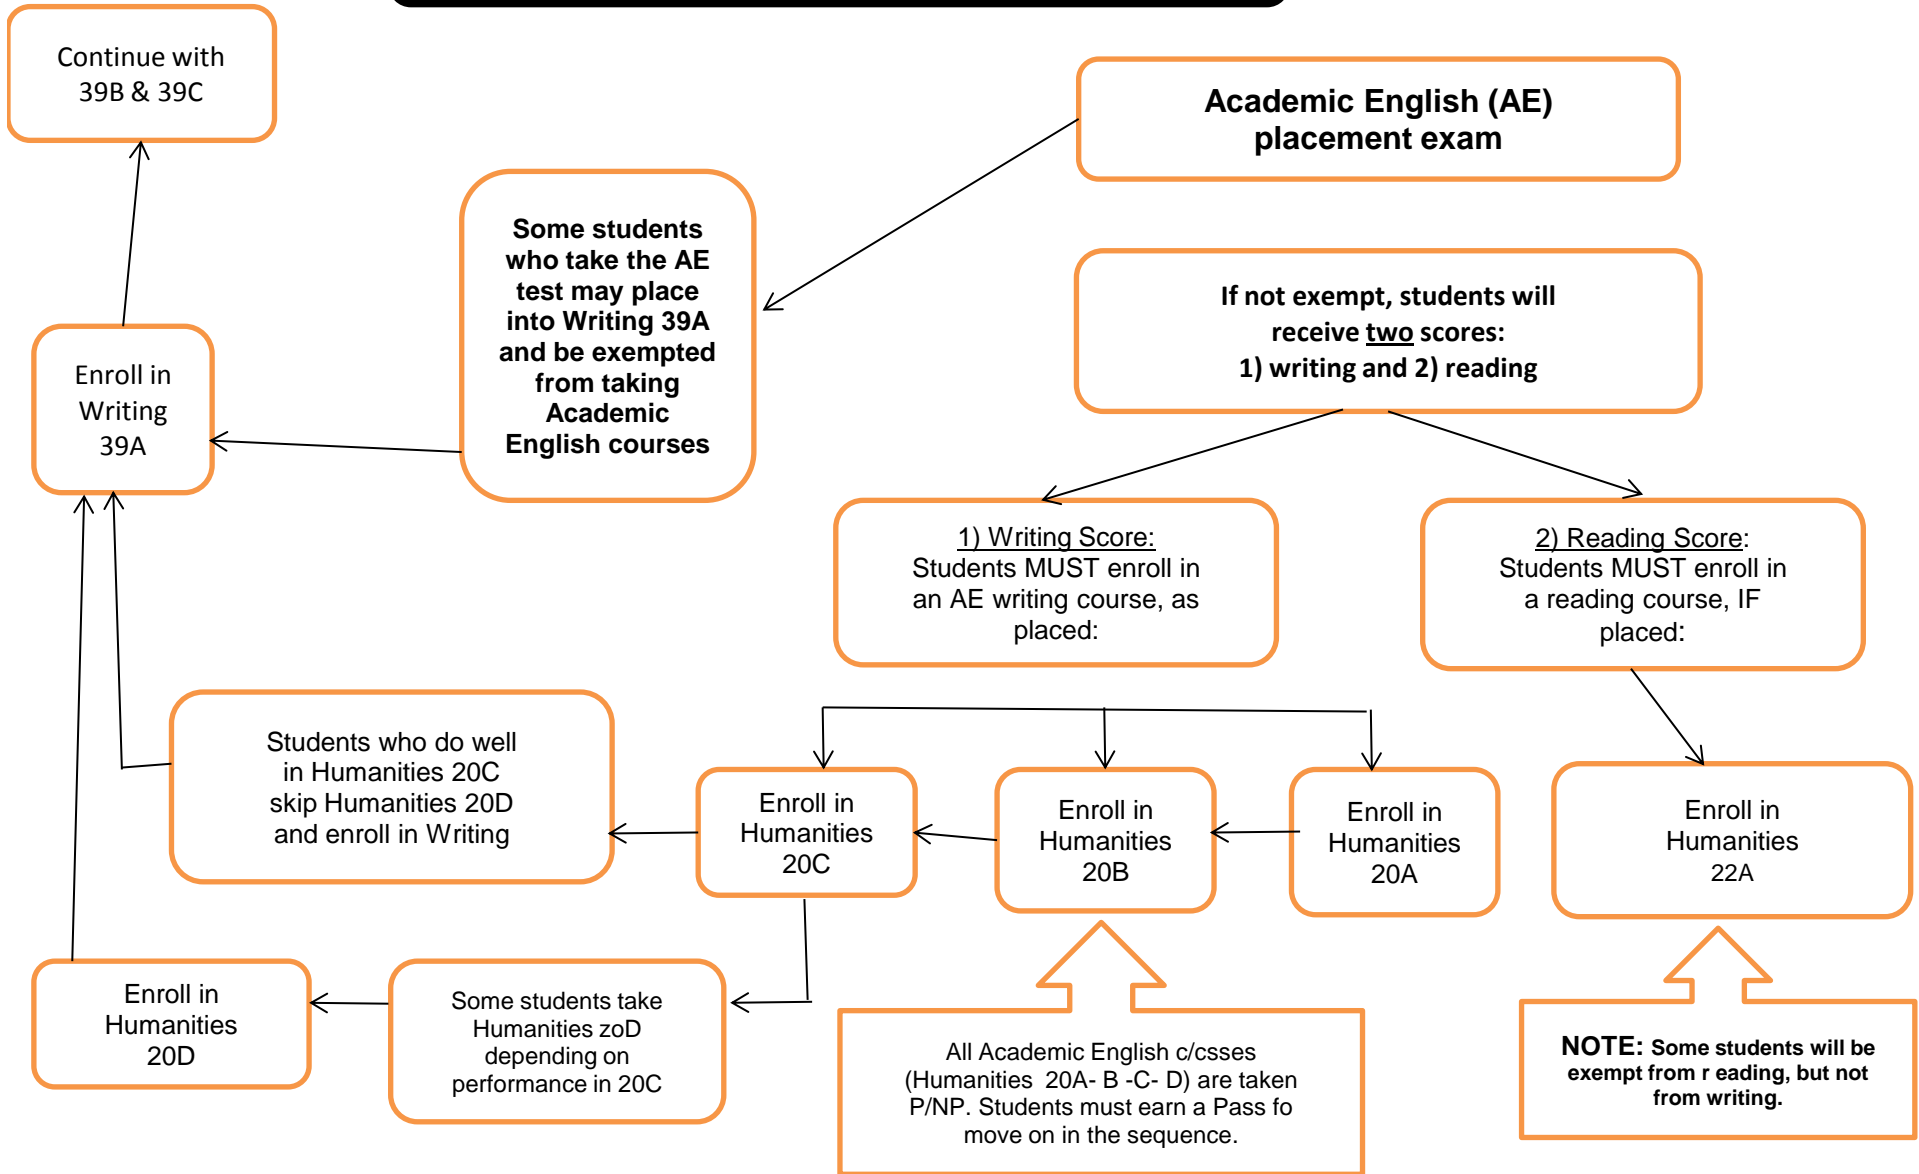 Continue with
39B & 39C
Academic English (AE)
placement exam
Some students
who take the AE
test may place
into Writing 39A
and be exempted
from taking
Academic
English courses
If not exempt, students will
receive two scores:
1) writing and 2) reading
Enroll in
Writing
39A
1) Writing Score:
Students MUST enroll in
an AE writing course, as
placed:
2) Reading Score:
Students MUST enroll in
a reading course, IF
placed:
Students who do well
in Humanities 20C
skip Humanities 20D
and enroll in Writing
Enroll in
Humanities
20C
Enroll in
Humanities
20B
Enroll in
Humanities
20A
Enroll in
Humanities
22A
Enroll in
Humanities
20D
Some students take
Humanities zoD
depending on
performance in 20C
All Academic English c/csses
(Humanities 20A- B -C- D) are taken
P/NP. Students must earn a Pass fo
move on in the sequence.
NOTE: Some students will be
exempt from r eading, but not
from writing.